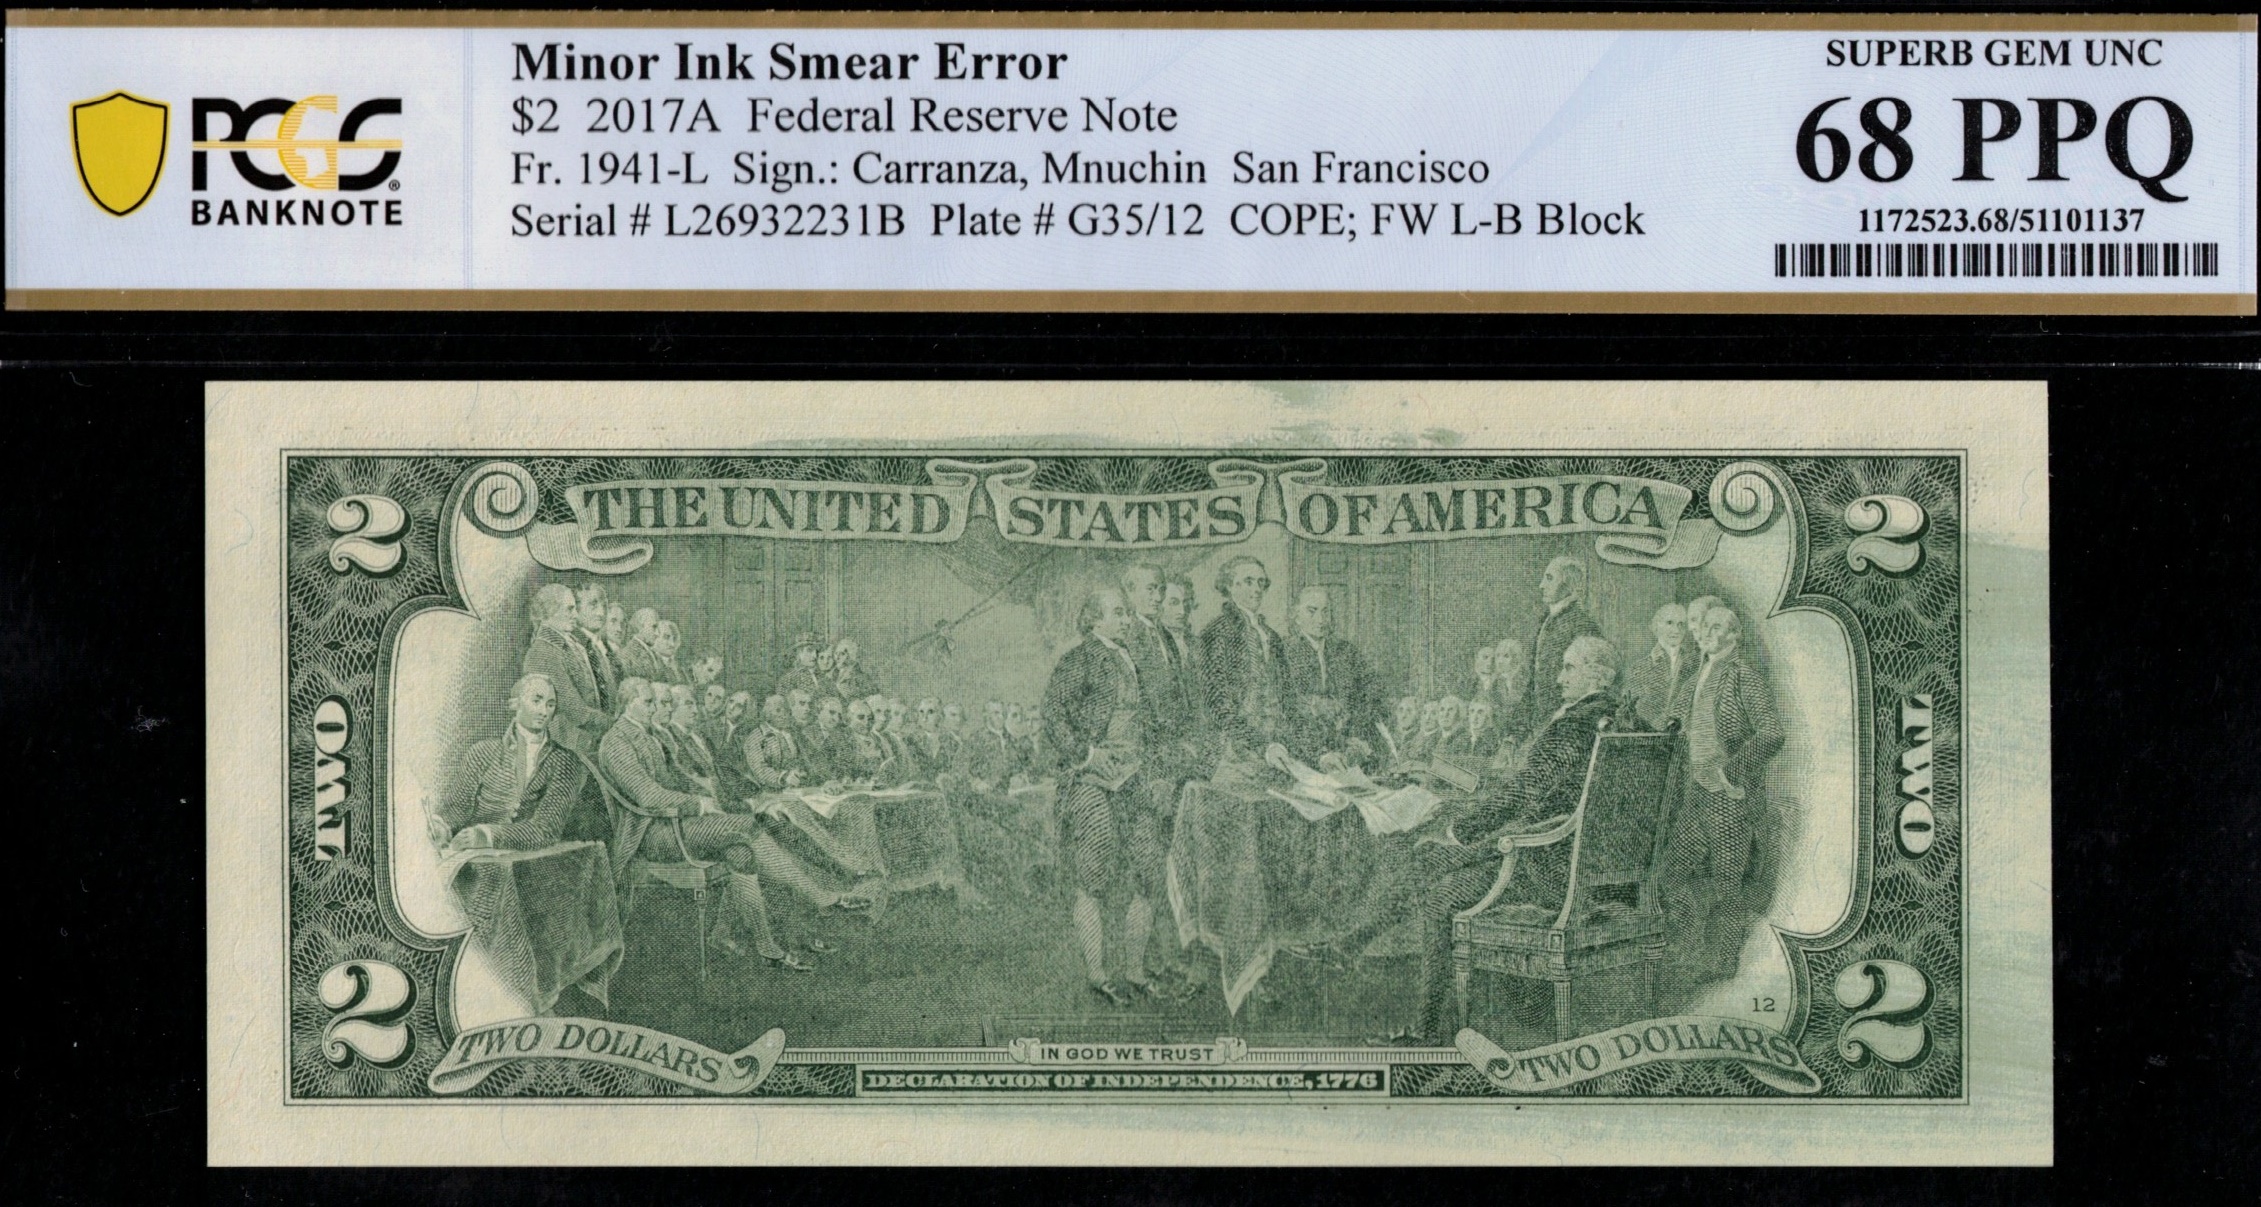 PCGS
BANKNOTE
Minor Ink Smear Error
$2 2017A Federal Reserve Note
Fr. 1941-L Sign.: Carranza, Mnuchin San Francisco
Serial # L26932231B Plate # G35/12 COPE; FW L-B Block
SUPERB GEM UNC
68 PPQ
1172523.68/51101137
THE UNITED STATES OF AMERICA
2
2
TWO
TWO
12
2
2
TWO DOLLARS
IN GOD WE TRUST
TWO DOLLARS
DECLARATION OF INDEPENDENCE, 1776